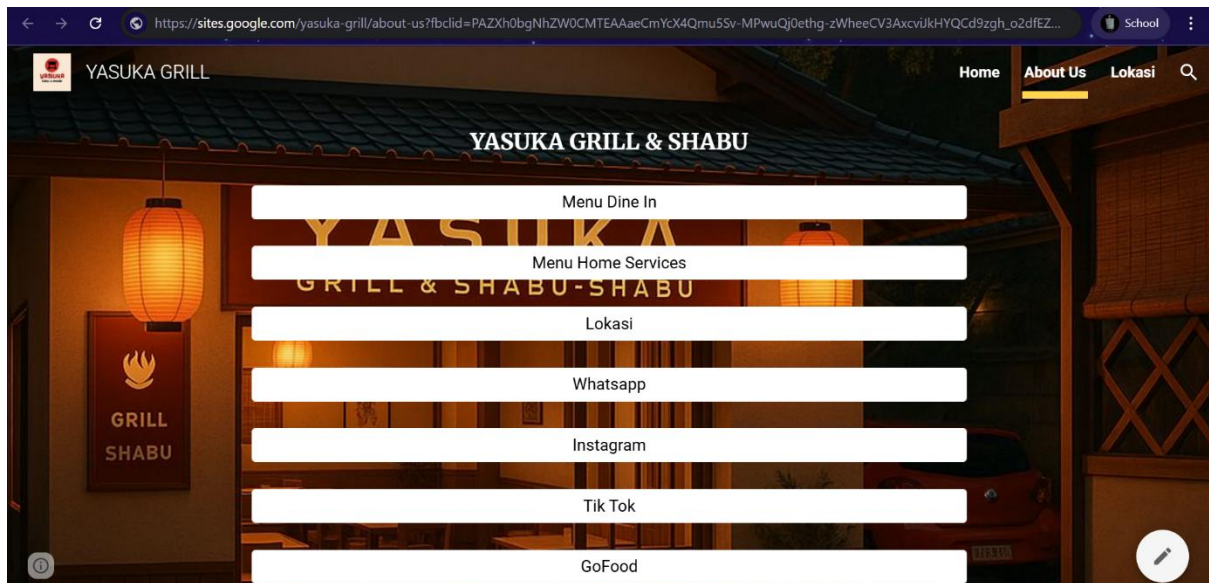 https://sites.google.com/yasuka-grill/about-us?fbclid=PAZXh0bgNhZW0CMTEAAaeCmYcX4Qmu5Sv-MPwuQj0ethg-zWheeCV3AxcviJkHYQCd9zgh_o2dfEZ...
School
YASUKA
YASUKA GRILL
Home
About Us
Lokasi
YASUKA GRILL & SHABU
Menu Dine In
YASUKA
Menu Home Services
GRILL & SHABU-SHABU
Lokasi
Whatsapp
GRILL
SHABU
Instagram
Tik Tok
GoFood